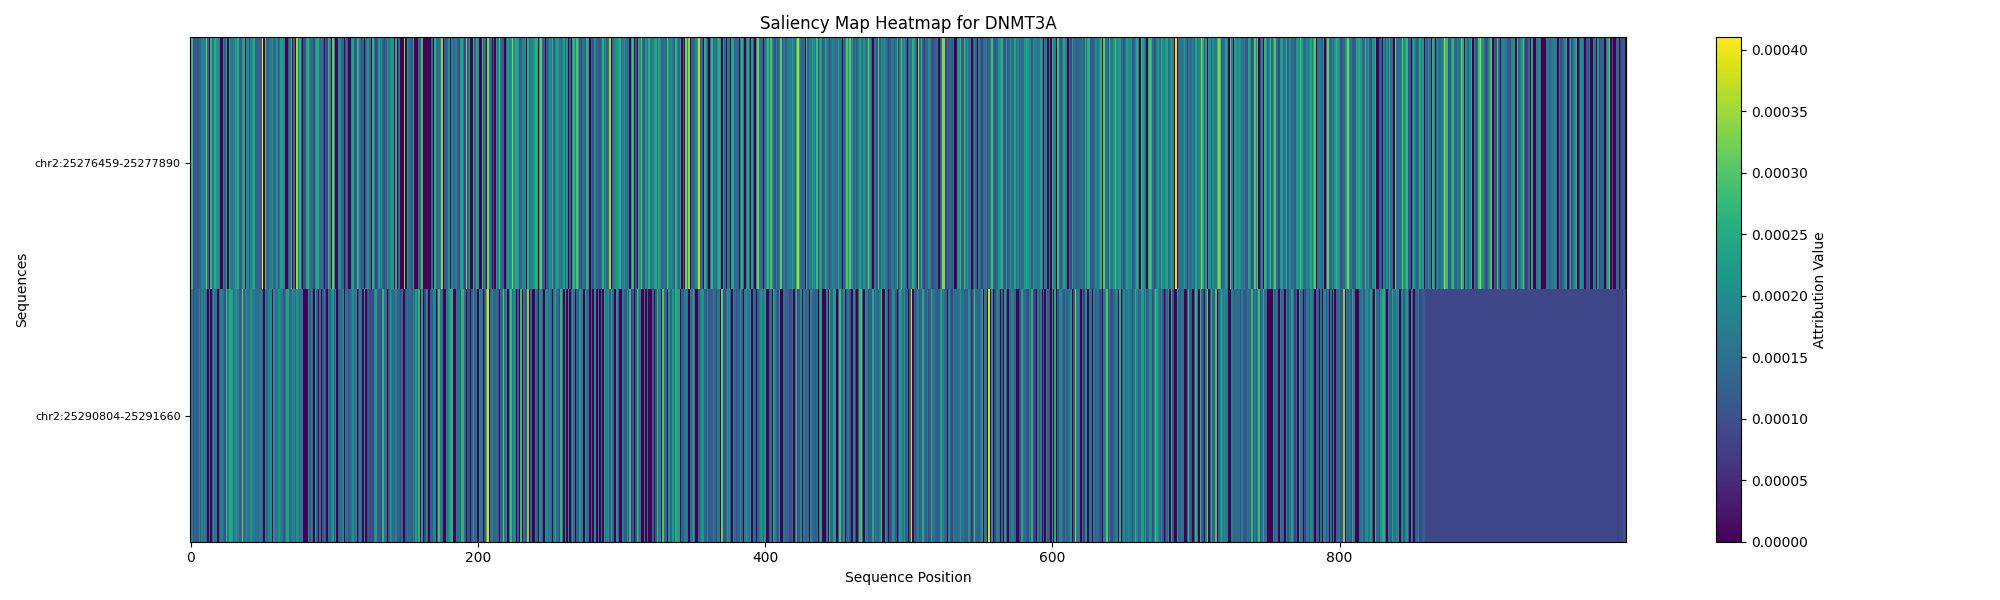 Saliency Map Heatmap for DNMT3A
chr2:25276459-25277890
chr2:25290804-25291660
Sequences
0
200
400
600
800
Sequence Position
0.00040
0.00035
0.00030
0.00025
0.00020
0.00015
0.00010
0.00005
0.00000
Attribution Value